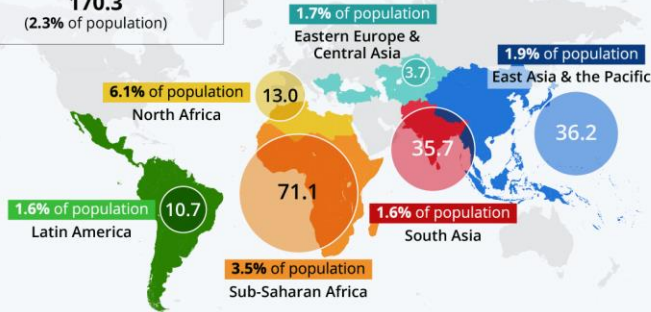 170.3
(2.3% of population)
1.7% of population
Eastern Europe &
Central Asia
3.7
1.9% of population
East Asia & the Pacific
36.2
6.1% of population
North Africa
13.0
35.7
71.1
1.6% of population
Latin America
10.7
1.6% of population
South Asia
3.5% of population
Sub-Saharan Africa